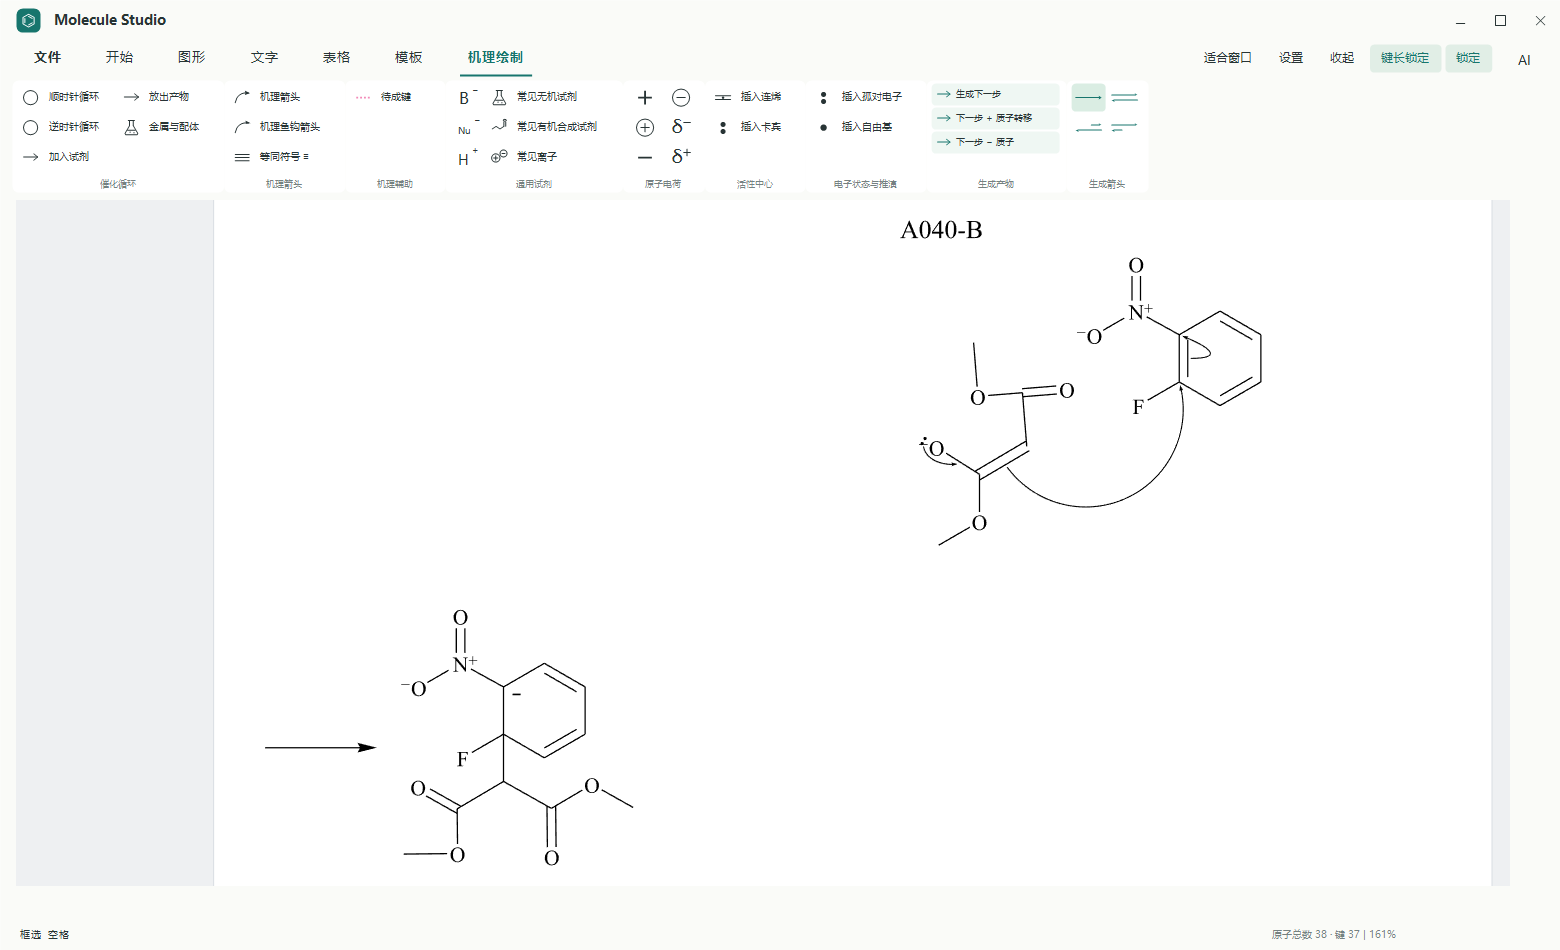 Molecule Studio
文件 开始 图形 文字 表格 模板 机理绘制 适合窗口 设置 收起 键长锁定 锁定 AI
顺时针循环 放出产物 机理箭头 待成键 B⁻ 常见无机试剂 + ⊖ 插入连烯 插入孤对电子 生成下一步
逆时针循环 金属与配体 机理鱼钩箭头 Nu⁻ 常见有机合成试剂 ⊕ δ⁻ 插入卡宾 插入自由基 下一步 + 质子转移
加入试剂 等同符号 ≡ H⁺ 常见离子 − δ⁺ 下一步 − 质子
催化循环 机理箭头 机理辅助 通用试剂 原子电荷 活性中心 电子状态与推演 生成产物 生成箭头
A040-B
O
N⁺
⁻O
O
O
F
⁻O
O
O
N⁺
⁻O
−
F
O
O
O
O
框选 空格
原子总数 38 · 键 37 | 161%